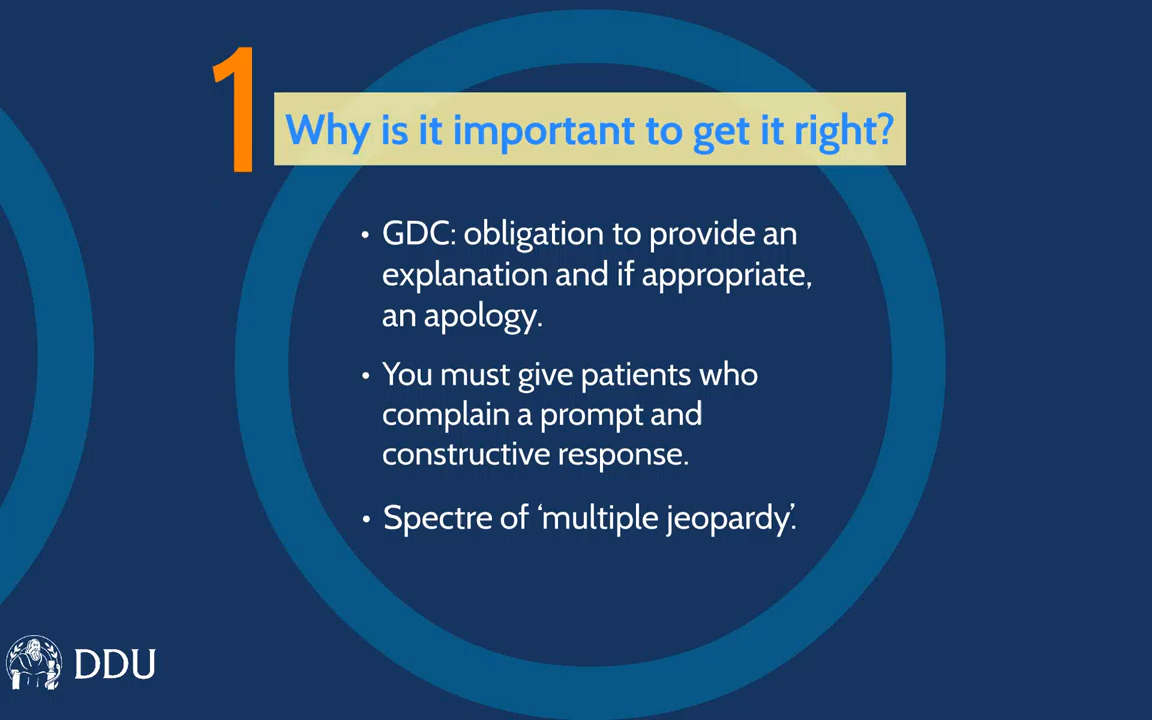 1
Why is it important to get it right?
• GDC: obligation to provide an
explanation and if appropriate,
an apology.
• You must give patients who
complain a prompt and
constructive response.
• Spectre of ‘multiple jeopardy’.
DDU